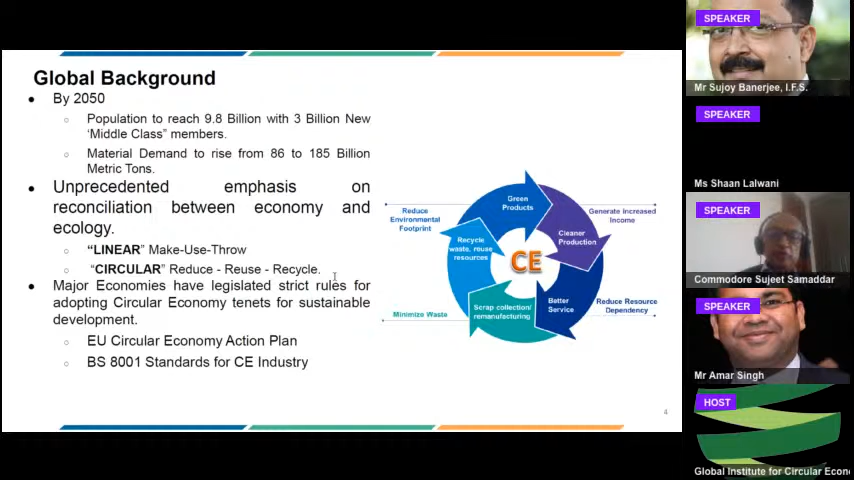 Global Background
● By 2050
○ Population to reach 9.8 Billion with 3 Billion New
‘Middle Class” members.
○ Material Demand to rise from 86 to 185 Billion
Metric Tons.
● Unprecedented emphasis on
reconciliation between economy and
ecology.
○ “LINEAR” Make-Use-Throw
○ “CIRCULAR” Reduce - Reuse - Recycle.
● Major Economies have legislated strict rules for
adopting Circular Economy tenets for sustainable
development.
○ EU Circular Economy Action Plan
○ BS 8001 Standards for CE Industry
Reduce
Environmental
Footprint
Green
Products
Generate Increased
Income
Cleaner
Production
Recycle
waste, reuse
resources
CE
Better
Service
Reduce Resource
Dependency
Scrap collection/
remanufacturing
Minimize Waste
4
SPEAKER
Mr Sujoy Banerjee, I.F.S.
SPEAKER
Ms Shaan Lalwani
SPEAKER
Commodore Sujeet Samaddar
SPEAKER
Mr Amar Singh
HOST
Global Institute for Circular Econ